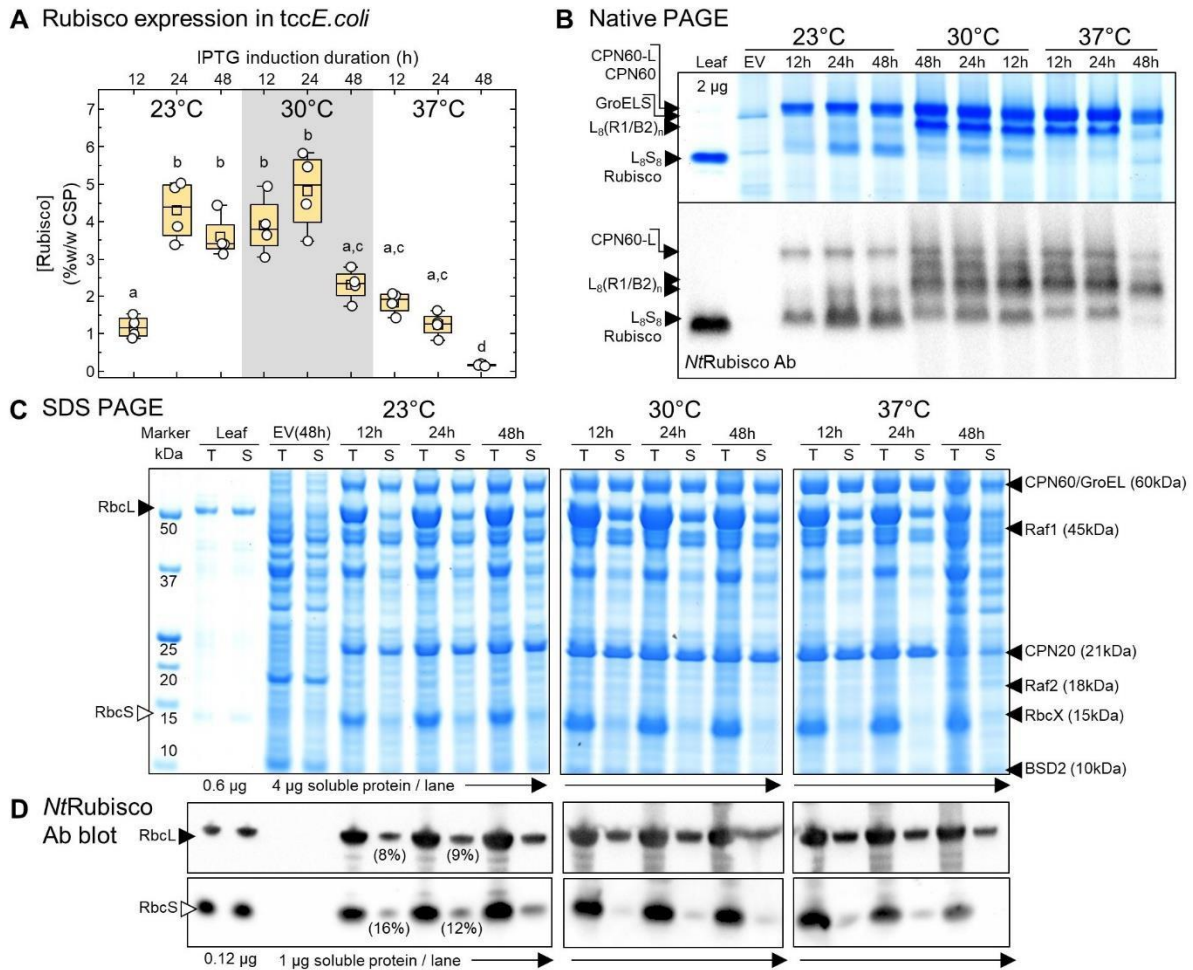 A Rubisco expression in tccE.coli
IPTG induction duration (h)
12 24 48 12 24 48 12 24 48
23°C 30°C 37°C
[Rubisco]
(%w/w CSP)
7
6
5
4
3
2
1
0
a b b b b a,c a,c a,c d
B Native PAGE
23°C 30°C 37°C
Leaf EV 12h 24h 48h 48h 24h 12h 12h 24h 48h
2 µg
CPN60-L
CPN60
GroELS
L₈(R1/B2)ₙ
L₈S₈
Rubisco
CPN60-L
L₈(R1/B2)ₙ
L₈S₈
Rubisco
NtRubisco Ab
C SDS PAGE
23°C 30°C 37°C
Marker Leaf EV(48h) 12h 24h 48h 12h 24h 48h 12h 24h 48h
kDa T S T S T S T S T S T S T S T S T S T S T S
RbcL
50
37
25
20
15
10
RbcS
CPN60/GroEL (60kDa)
Raf1 (45kDa)
CPN20 (21kDa)
Raf2 (18kDa)
RbcX (15kDa)
BSD2 (10kDa)
0.6 µg 4 µg soluble protein / lane
D NtRubisco
Ab blot
RbcL
(8%) (9%)
RbcS
(16%) (12%)
0.12 µg 1 µg soluble protein / lane